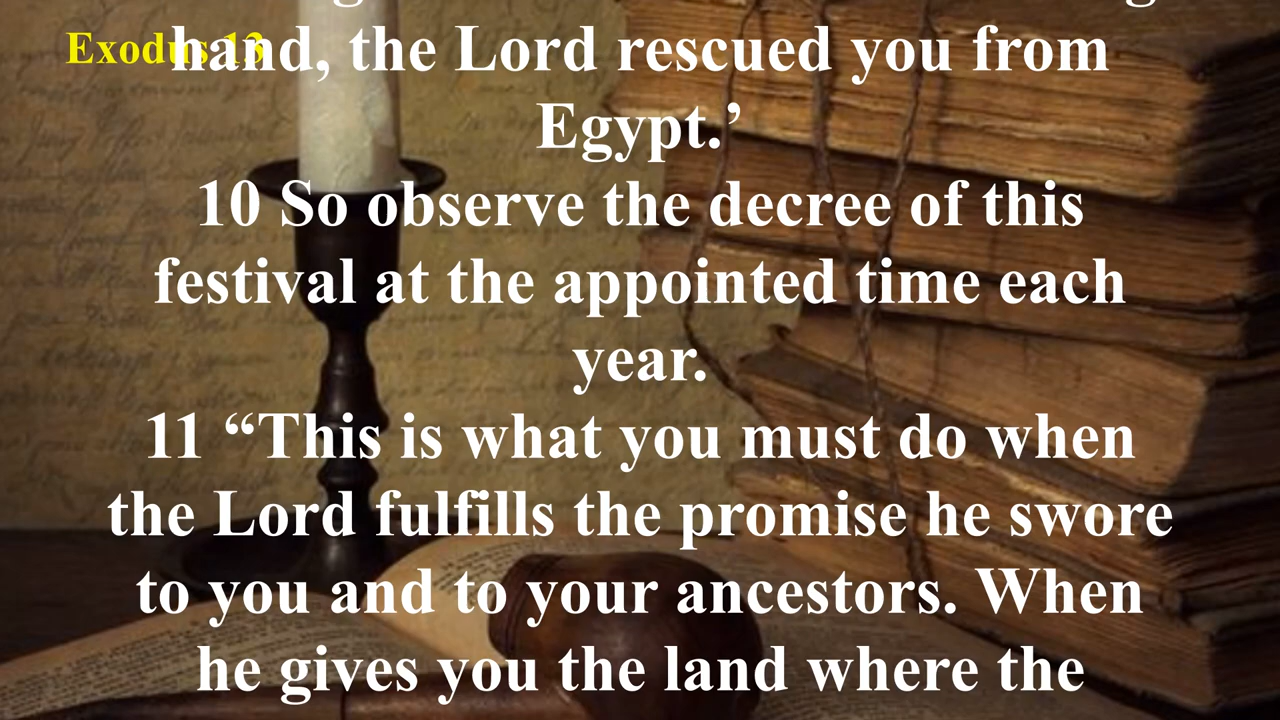 Exodus 13
hand, the Lord rescued you from
Egypt.’
10 So observe the decree of this
festival at the appointed time each
year.
11 “This is what you must do when
the Lord fulfills the promise he swore
to you and to your ancestors. When
he gives you the land where the